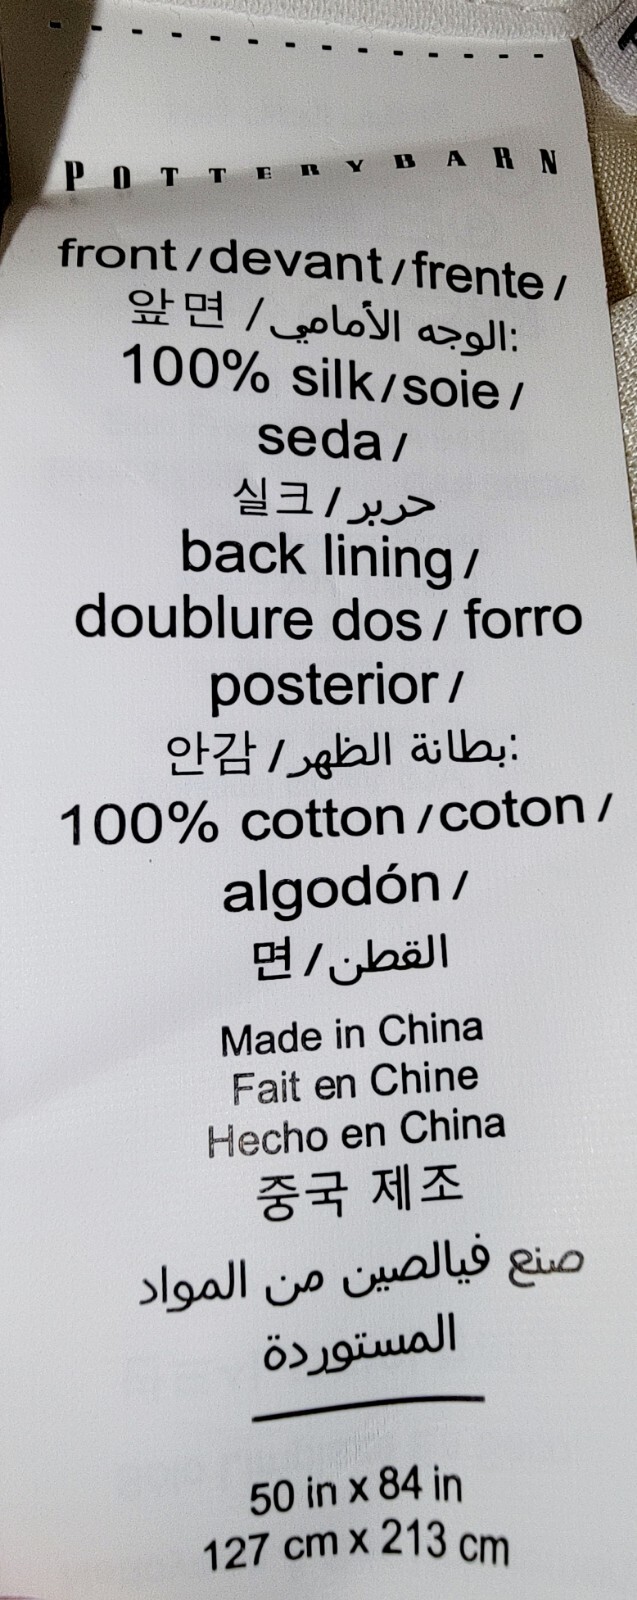 POTTERY BARN
front / devant / frente /
앞면 / الوجه الأمامي:
100% silk / soie /
seda /
실크 / حرير
back lining /
doublure dos / forro
posterior /
안감 / بطانة الظهر:
100% cotton / coton /
algodón /
면 / القطن
Made in China
Fait en Chine
Hecho en China
중국 제조
صنع فيالصين من المواد
المستوردة
50 in x 84 in
127 cm x 213 cm